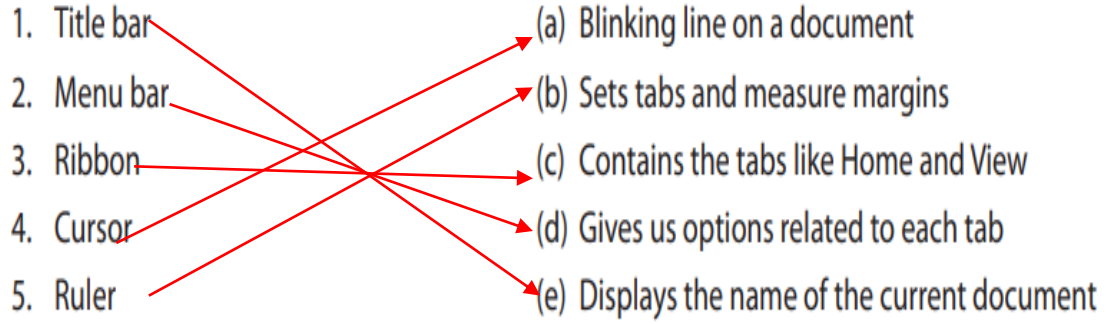 1. Title bar (a) Blinking line on a document
2. Menu bar (b) Sets tabs and measure margins
3. Ribbon (c) Contains the tabs like Home and View
4. Cursor (d) Gives us options related to each tab
5. Ruler (e) Displays the name of the current document